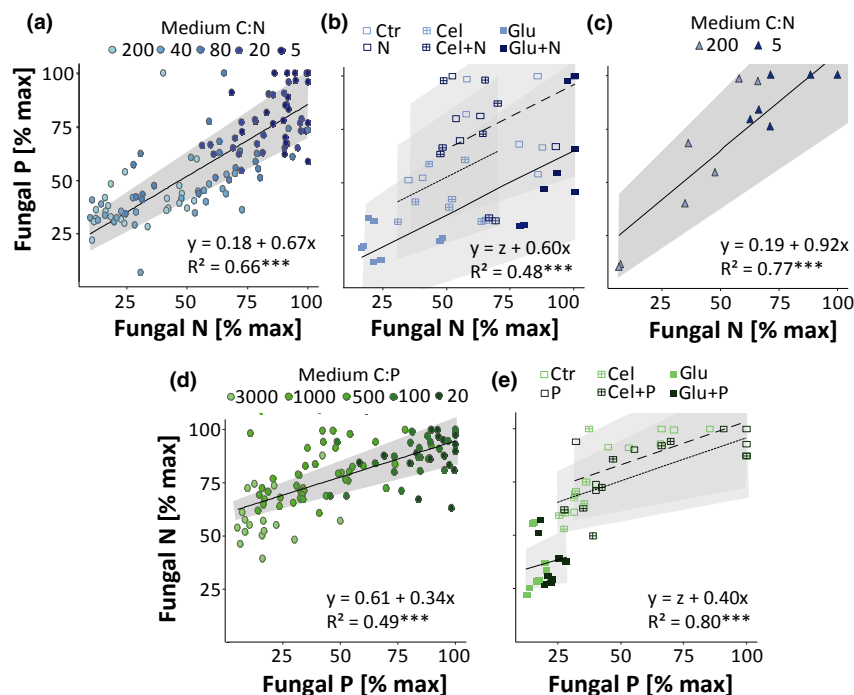 (a) Medium C:N
200 40 80 20 5
Fungal P [% max]
100
75
50
25
y = 0.18 + 0.67x
R² = 0.66***
25 50 75 100
Fungal N [% max]
(b) Ctr Cel Glu
N Cel+N Glu+N
y = z + 0.60x
R² = 0.48***
25 50 75 100
Fungal N [% max]
(c) Medium C:N
200 5
y = 0.19 + 0.92x
R² = 0.77***
25 50 75 100
Fungal N [% max]
(d) Medium C:P
3000 1000 500 100 20
Fungal N [% max]
100
75
50
25
y = 0.61 + 0.34x
R² = 0.49***
25 50 75 100
Fungal P [% max]
(e) Ctr Cel Glu
P Cel+P Glu+P
100
75
50
25
y = z + 0.40x
R² = 0.80***
25 50 75 100
Fungal P [% max]